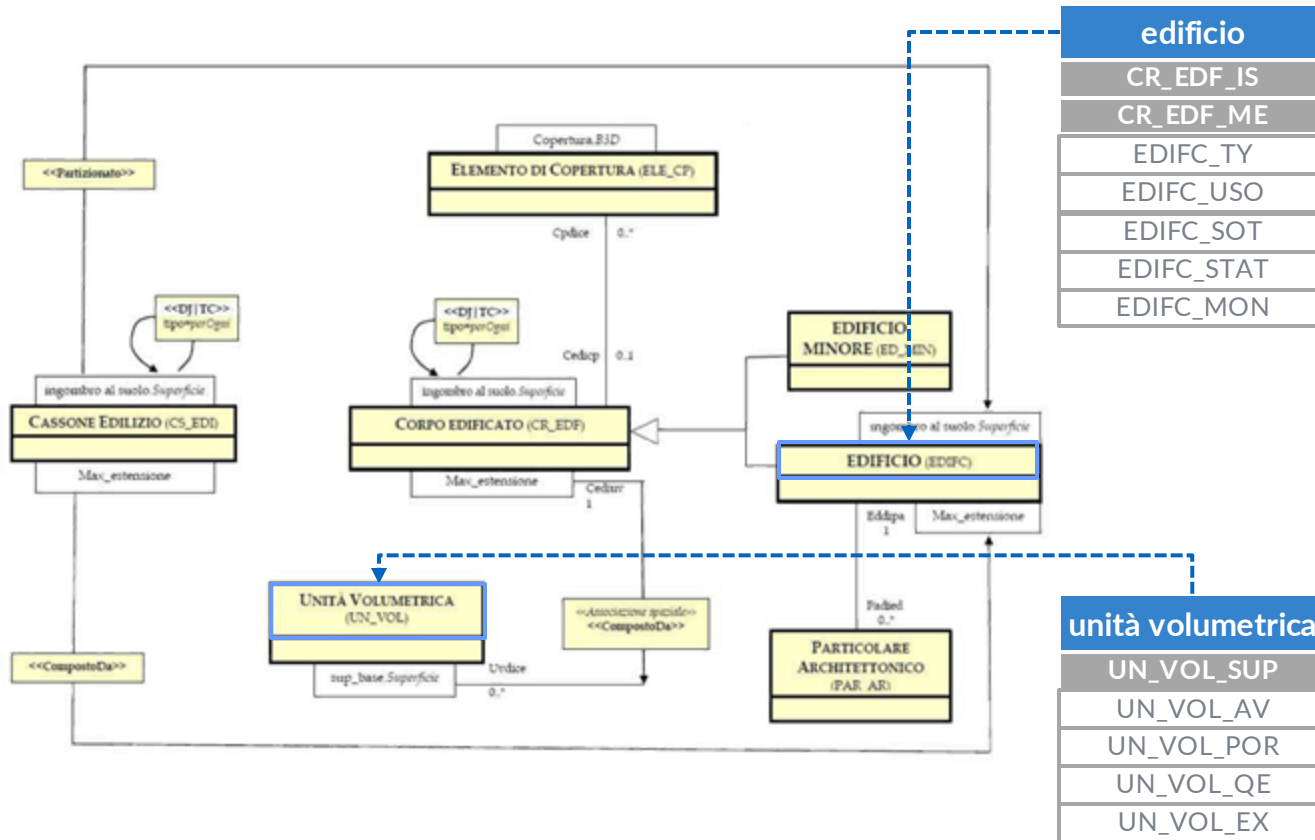 edificio
CR_EDF_IS
CR_EDF_ME
EDIFC_TY
EDIFC_USO
EDIFC_SOT
EDIFC_STAT
EDIFC_MON
Copertura.B3D
ELEMENTO DI COPERTURA (ELE_CP)
<<Partizionato>>
Cpdice 0..*
<<DJ|TC>>
tipo=perOgni
<<DJ|TC>>
tipo=perOgni
EDIFICIO
MINORE (ED_MIN)
Cedicp 0..1
ingombro al suolo.Superficie
ingombro al suolo.Superficie
CASSONE EDILIZIO (CS_EDI)
CORPO EDIFICATO (CR_EDF)
ingombro al suolo.Superficie
EDIFICIO (EDIFC)
Max_estensione
Max_estensione
Ceduv
1
Eddipa
1
Max_estensione
UNITÀ VOLUMETRICA
(UN_VOL)
<<Associazione spaziale>>
<<CompostoDa>>
Padied
0..*
PARTICOLARE
ARCHITETTONICO
(PAR_AR)
<<CompostoDa>>
sup_base.Superficie
Uvdice
0..*
unità volumetrica
UN_VOL_SUP
UN_VOL_AV
UN_VOL_POR
UN_VOL_QE
UN_VOL_EX